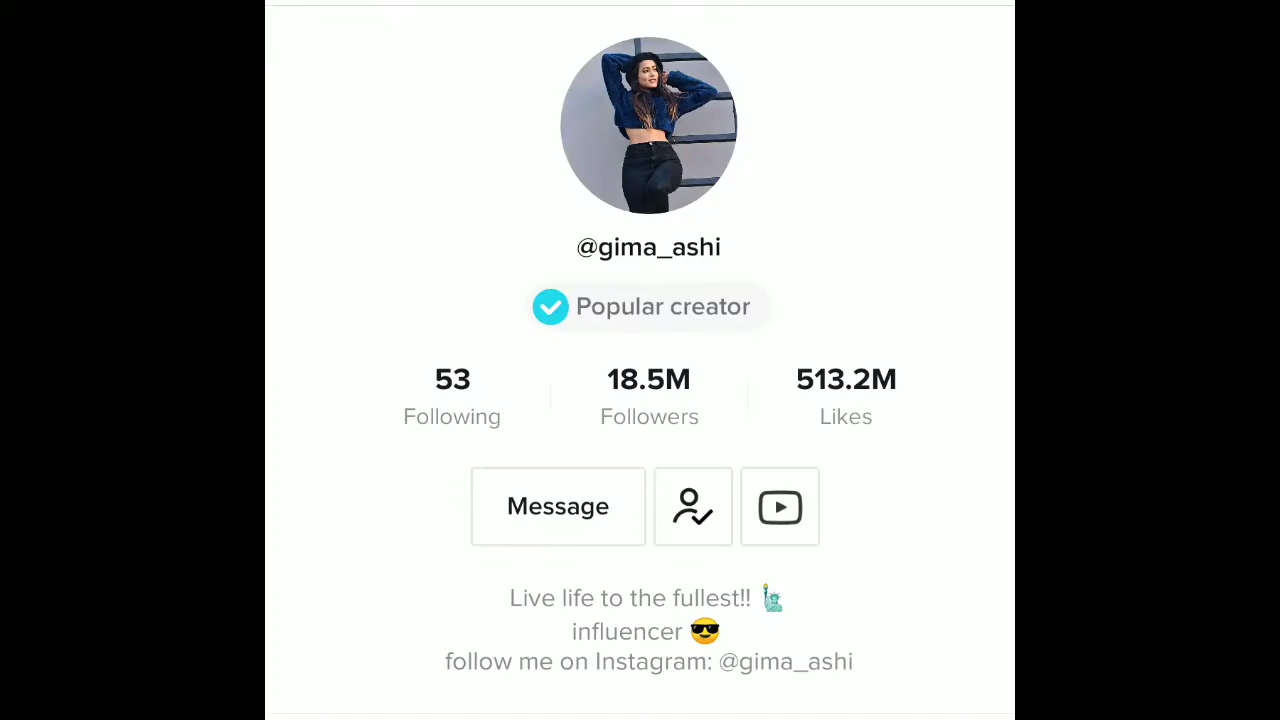 @gima_ashi
Popular creator
53 18.5M 513.2M
Following Followers Likes
Message
Live life to the fullest!! 🗽
influencer 😎
follow me on Instagram: @gima_ashi